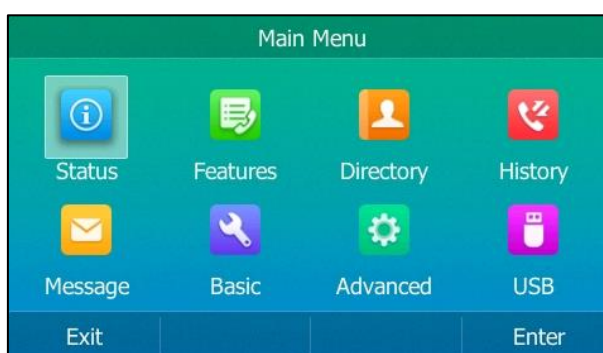 Main Menu
Status Features Directory History
Message Basic Advanced USB
Exit Enter